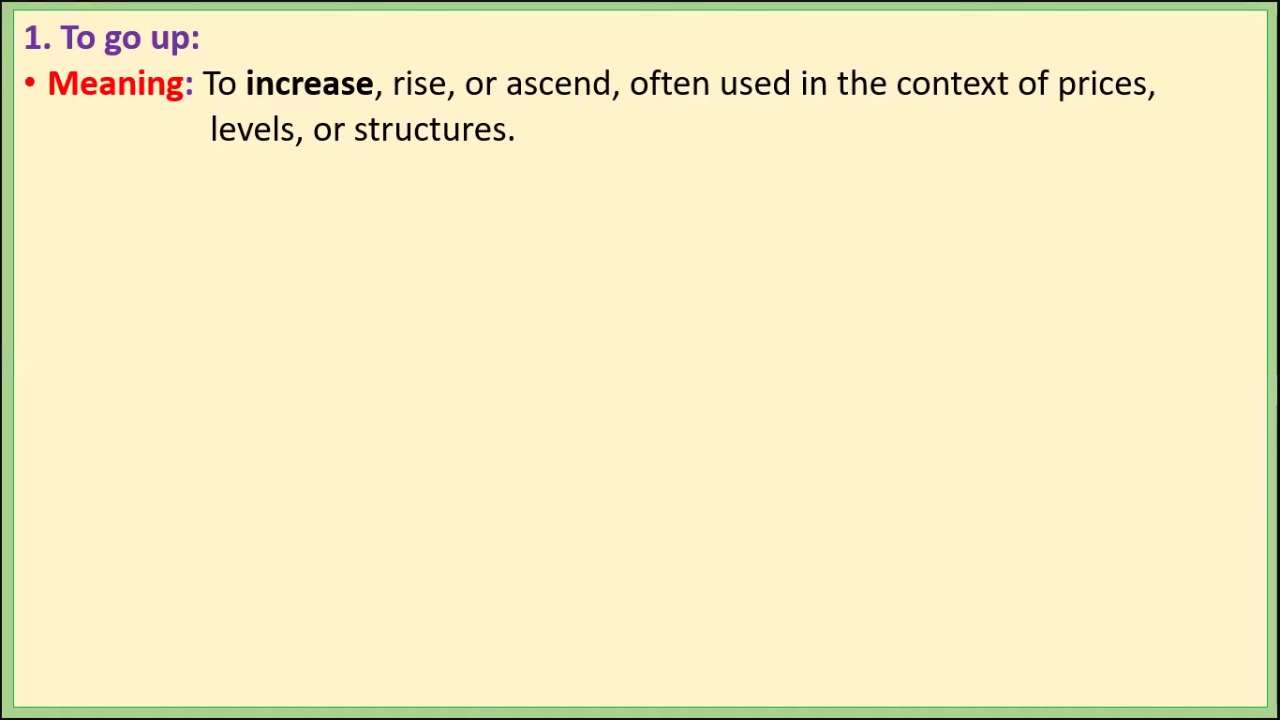 1. To go up:
• Meaning: To increase, rise, or ascend, often used in the context of prices,
levels, or structures.